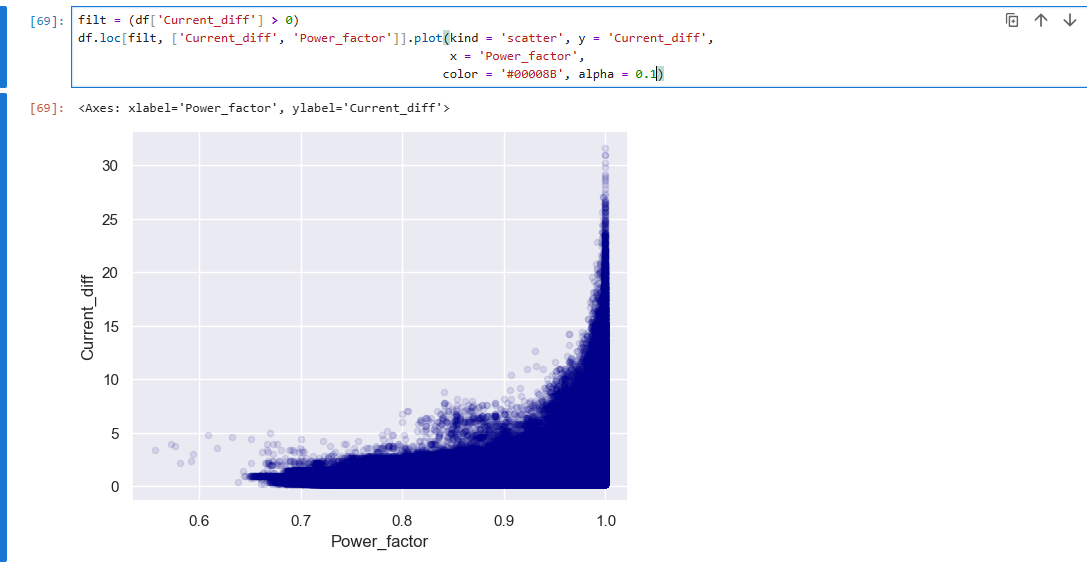 [69]: filt = (df['Current_diff'] > 0)
df.loc[filt, ['Current_diff', 'Power_factor']].plot(kind = 'scatter', y = 'Current_diff',
x = 'Power_factor',
color = '#00008B', alpha = 0.1)
[69]: <Axes: xlabel='Power_factor', ylabel='Current_diff'>
30
25
20
15
10
5
0
Current_diff
0.6 0.7 0.8 0.9 1.0
Power_factor